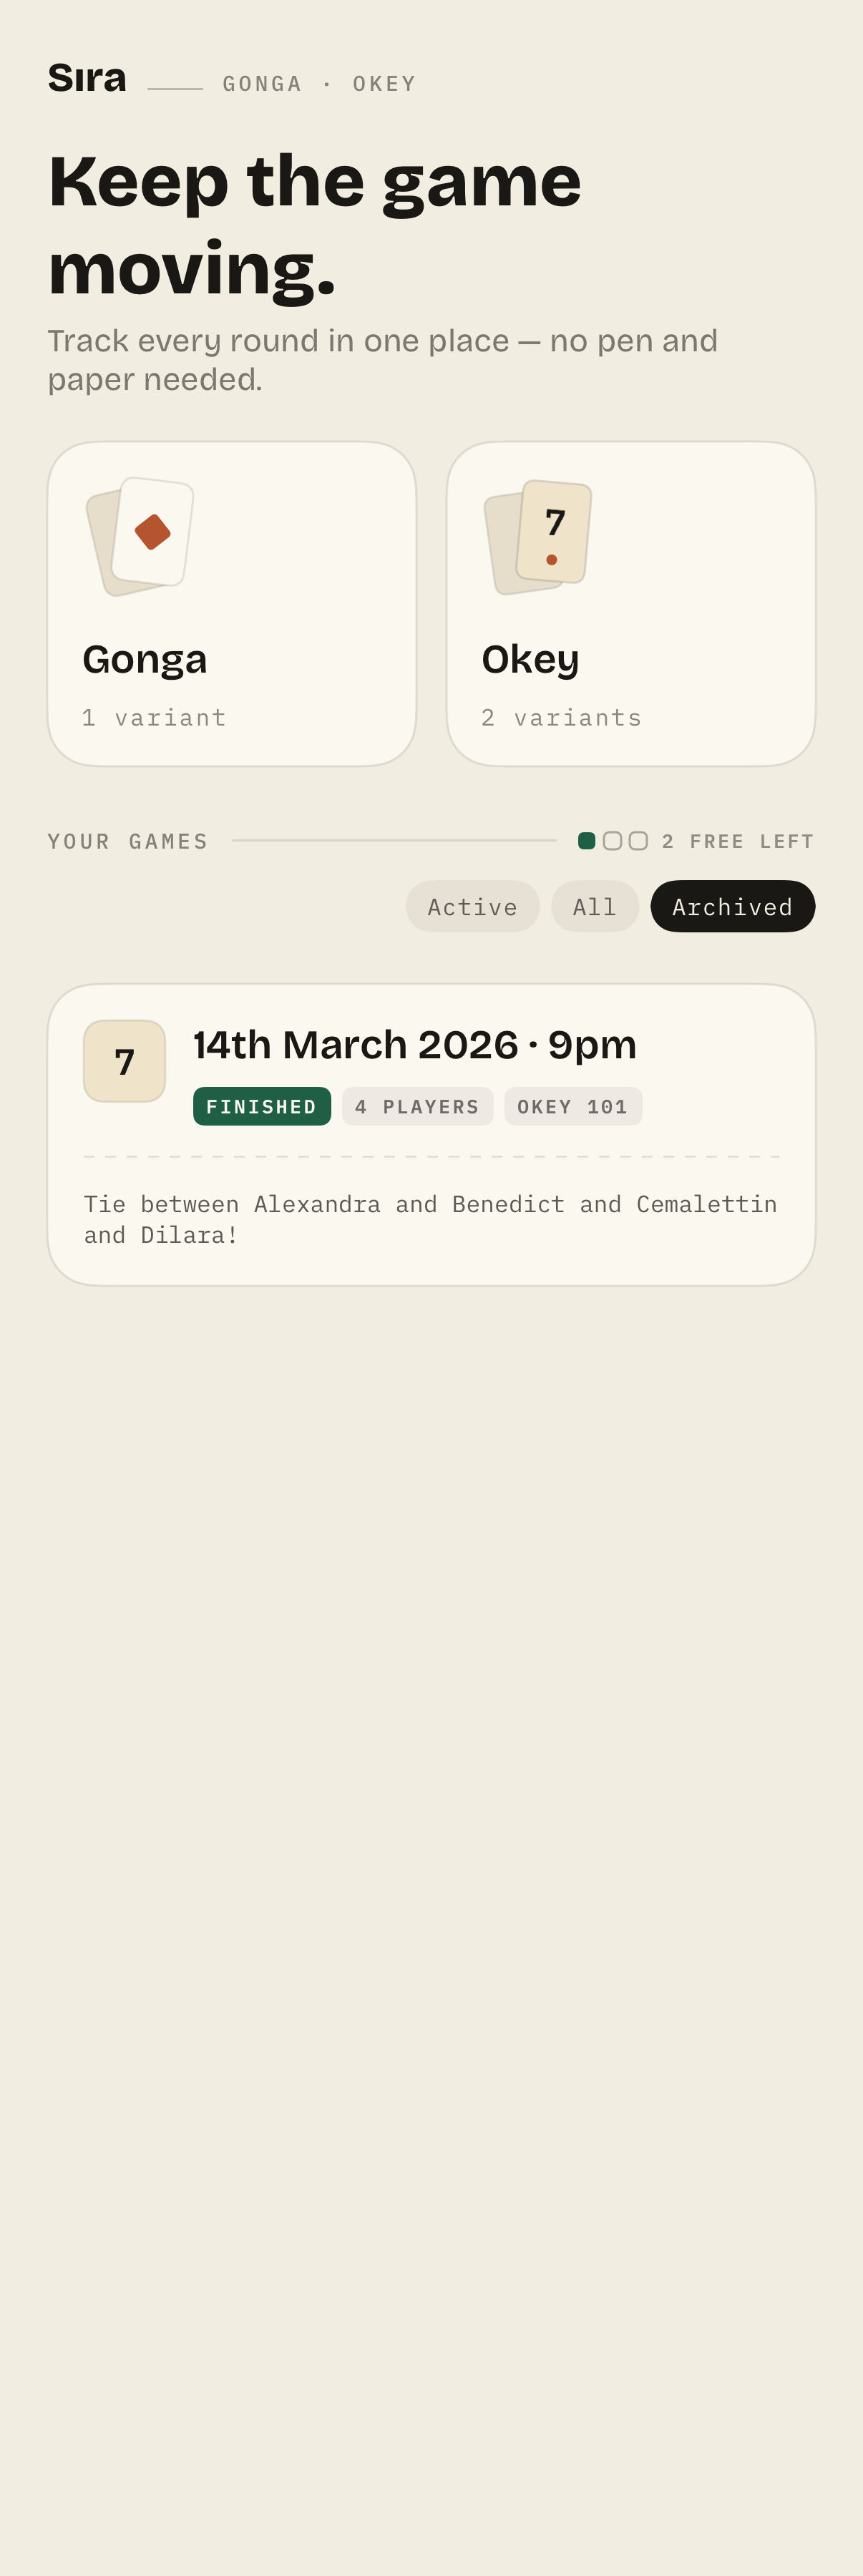 Sıra GONGA · OKEY
Keep the game
moving.
Track every round in one place — no pen and
paper needed.
7
Gonga
1 variant
Okey
2 variants
YOUR GAMES
2 FREE LEFT
Active
All
Archived
7
14th March 2026 · 9pm
FINISHED
4 PLAYERS
OKEY 101
Tie between Alexandra and Benedict and Cemalettin
and Dilara!